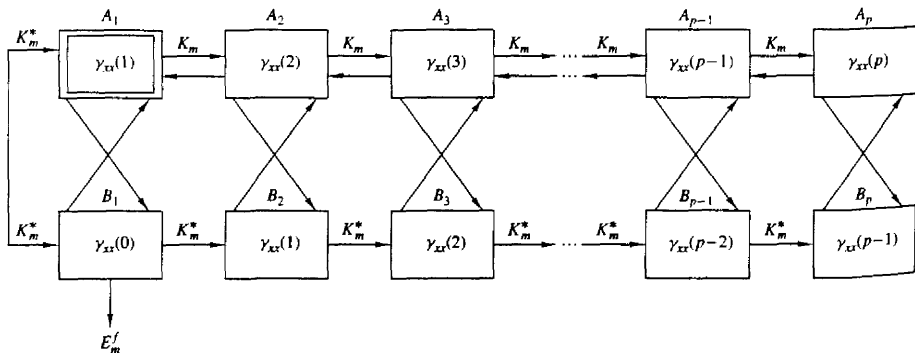 A₁ A₂ A₃ Aₚ₋₁ Aₚ
K*ₘ Kₘ Kₘ Kₘ ... Kₘ Kₘ
γₓₓ(1) γₓₓ(2) γₓₓ(3) γₓₓ(p−1) γₓₓ(p)
...
B₁ B₂ B₃ Bₚ₋₁ Bₚ
K*ₘ K*ₘ K*ₘ K*ₘ ... K*ₘ K*ₘ
γₓₓ(0) γₓₓ(1) γₓₓ(2) γₓₓ(p−2) γₓₓ(p−1)
Eᶠₘ